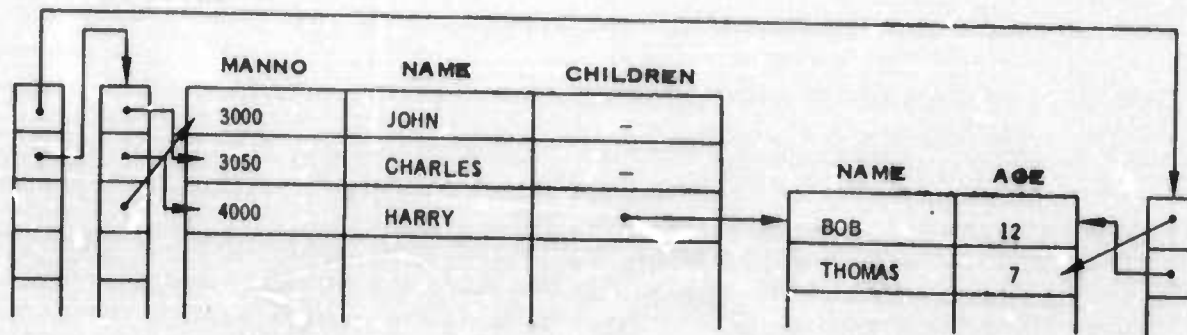 MANNO NAME CHILDREN
3000 JOHN -
3050 CHARLES -
4000 HARRY
NAME AGE
BOB 12
THOMAS 7